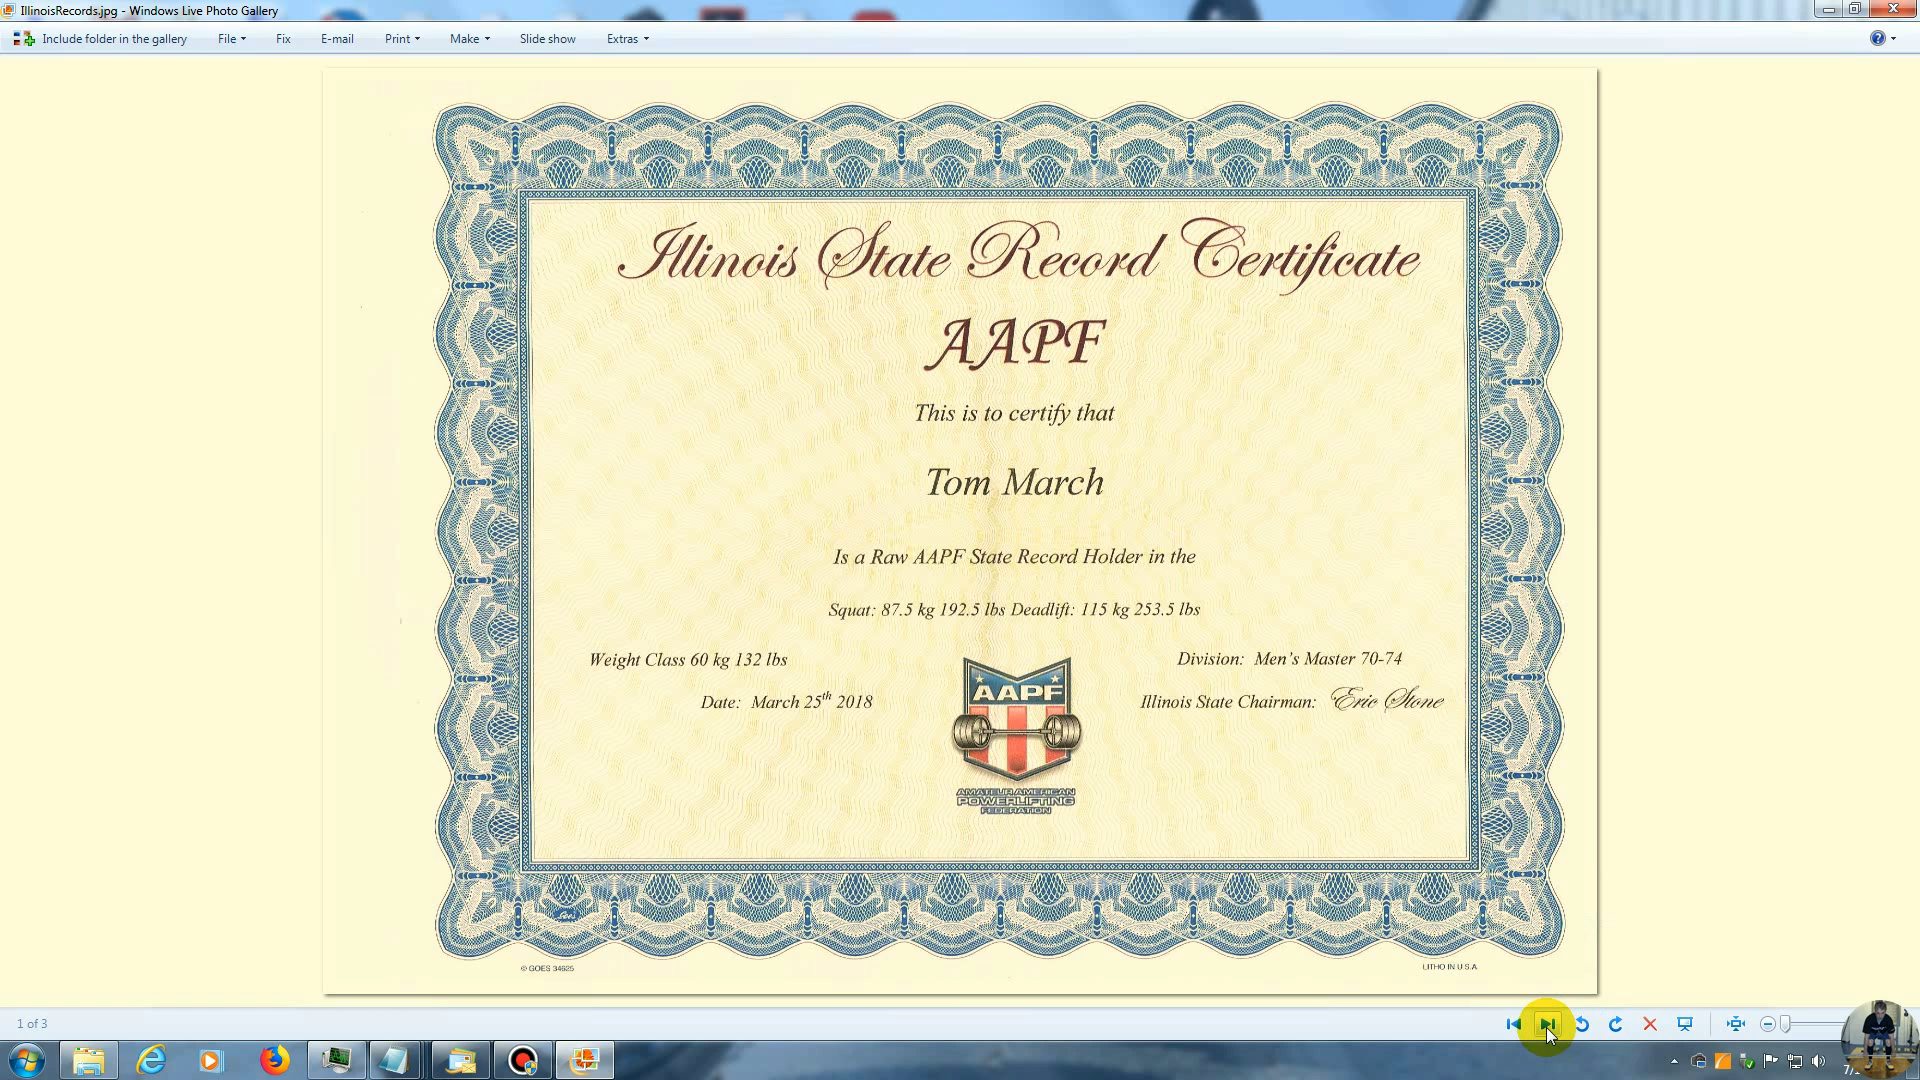 IllinoisRecords.jpg - Windows Live Photo Gallery
Include folder in the gallery File Fix E-mail Print Make Slide show Extras
Illinois State Record Certificate
AAPF
This is to certify that
Tom March
Is a Raw AAPF State Record Holder in the
Squat: 87.5 kg 192.5 lbs Deadlift: 115 kg 253.5 lbs
Weight Class 60 kg 132 lbs
Division: Men's Master 70-74
Date: March 25th 2018
Illinois State Chairman: Eric Stone
AAPF
AMATEUR AMERICAN
POWERLIFTING
FEDERATION
Goes
© GOES 34625
LITHO IN U.S.A
1 of 3